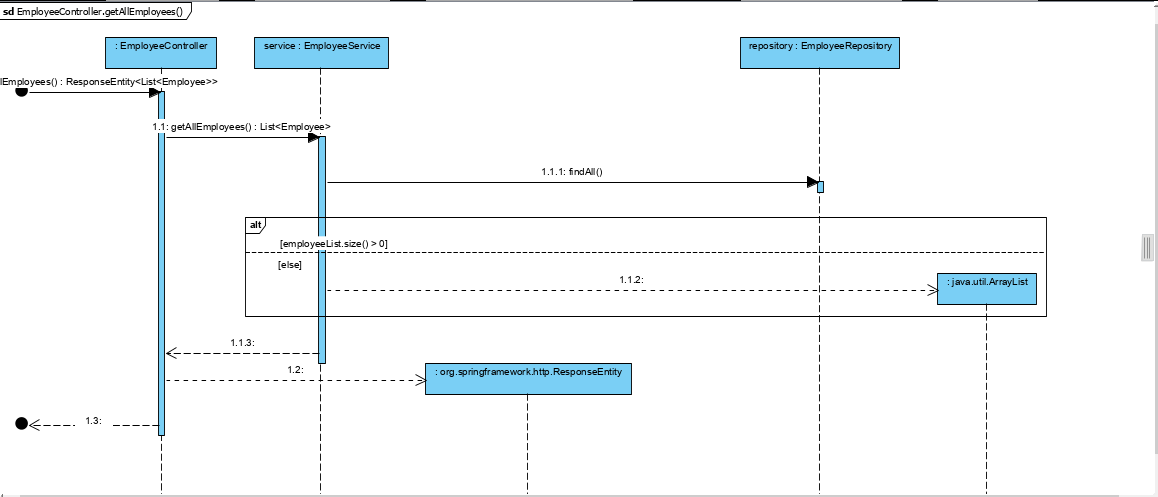 sd EmployeeController.getAllEmployees()
: EmployeeController
service : EmployeeService
repository : EmployeeRepository
lEmployees() : ResponseEntity<List<Employee>>
1.1: getAllEmployees() : List<Employee>
1.1.1: findAll()
alt
[employeeList.size() > 0]
[else]
1.1.2:
: java.util.ArrayList
1.1.3:
1.2:
: org.springframework.http.ResponseEntity
1.3: